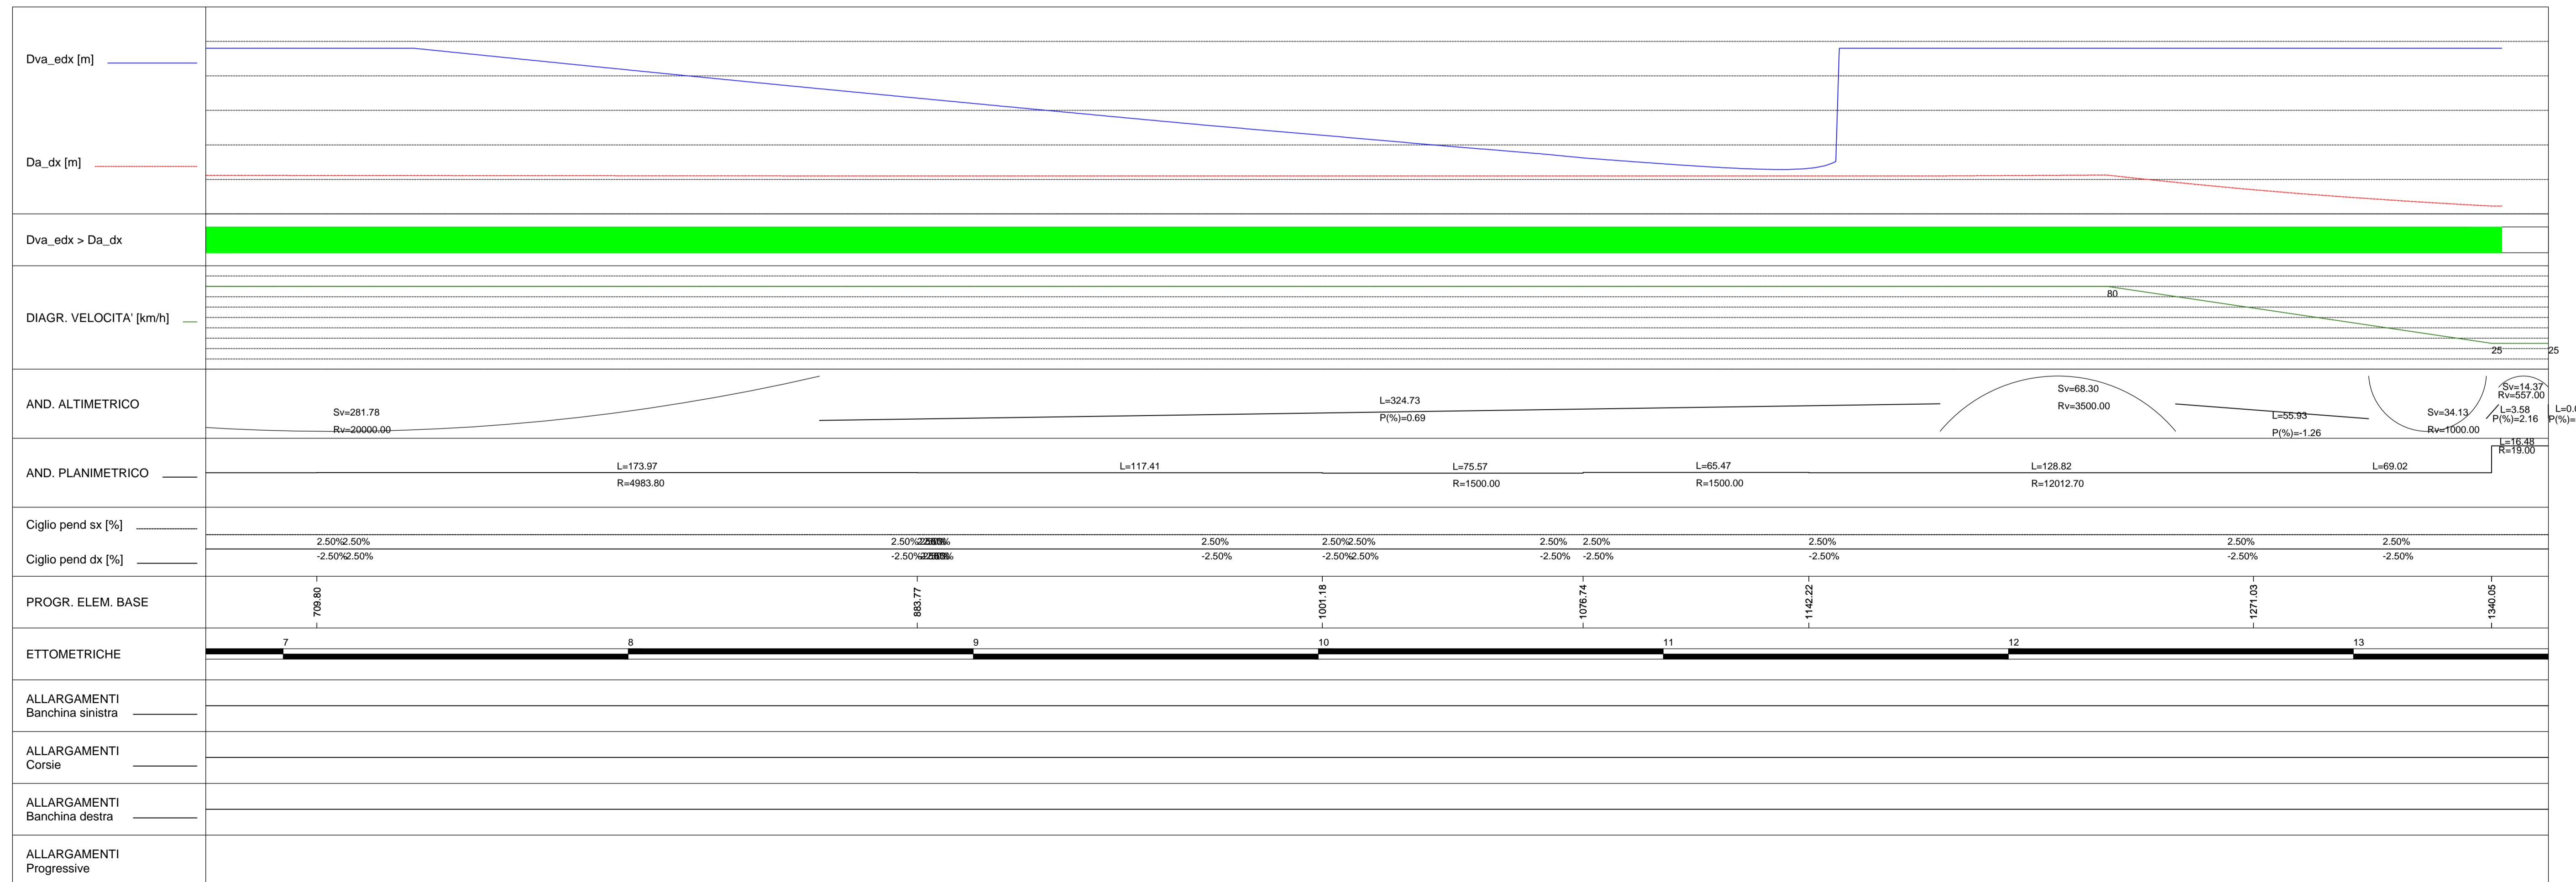 Dva_edx [m]
Da_dx [m]
Dva_edx > Da_dx
DIAGR. VELOCITA' [km/h]
80
25
25
AND. ALTIMETRICO
Sv=281.78
Rv=20000.00
L=324.73
P(%)=0.69
Sv=68.30
Rv=3500.00
L=55.93
P(%)=-1.26
Sv=34.13
Rv=1000.00
L=3.58
P(%)=2.16
Sv=14.37
Rv=557.00
L=0.
P(%)=
AND. PLANIMETRICO
L=173.97
R=4983.80
L=117.41
L=75.57
R=1500.00
L=65.47
R=1500.00
L=128.82
R=12012.70
L=69.02
L=16.48
R=19.00
Ciglio pend sx [%]
2.50% 2.50% 2.50% 2.50% 2.50% 2.50% 2.50% 2.50% 2.50% 2.50% 2.50%
Ciglio pend dx [%]
-2.50% -2.50% -2.50% -2.50% -2.50% -2.50% -2.50% -2.50% -2.50% -2.50% -2.50%
PROGR. ELEM. BASE
709.80 883.77 1001.18 1076.74 1142.22 1271.03 1340.05
ETTOMETRICHE
7 8 9 10 11 12 13
ALLARGAMENTI
Banchina sinistra
ALLARGAMENTI
Corsie
ALLARGAMENTI
Banchina destra
ALLARGAMENTI
Progressive